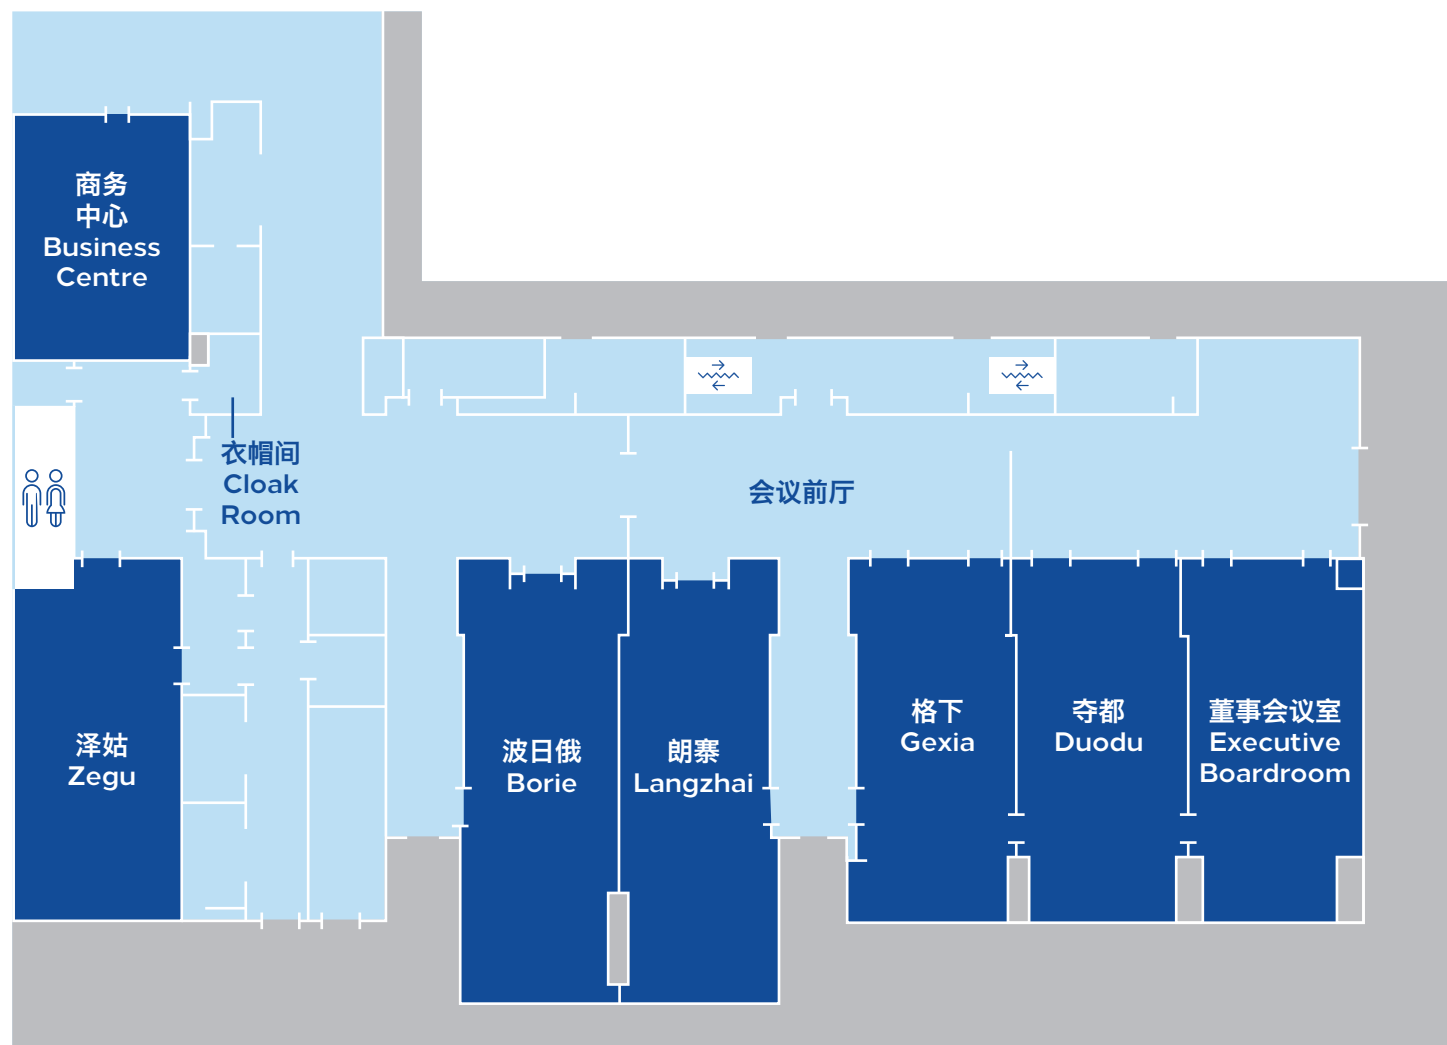 商务
中心
Business
Centre
衣帽间
Cloak
Room
会议前厅
泽姑
Zegu
波日俄
Borie
朗寨
Langzhai
格下
Gexia
夺都
Duodu
董事会议室
Executive
Boardroom